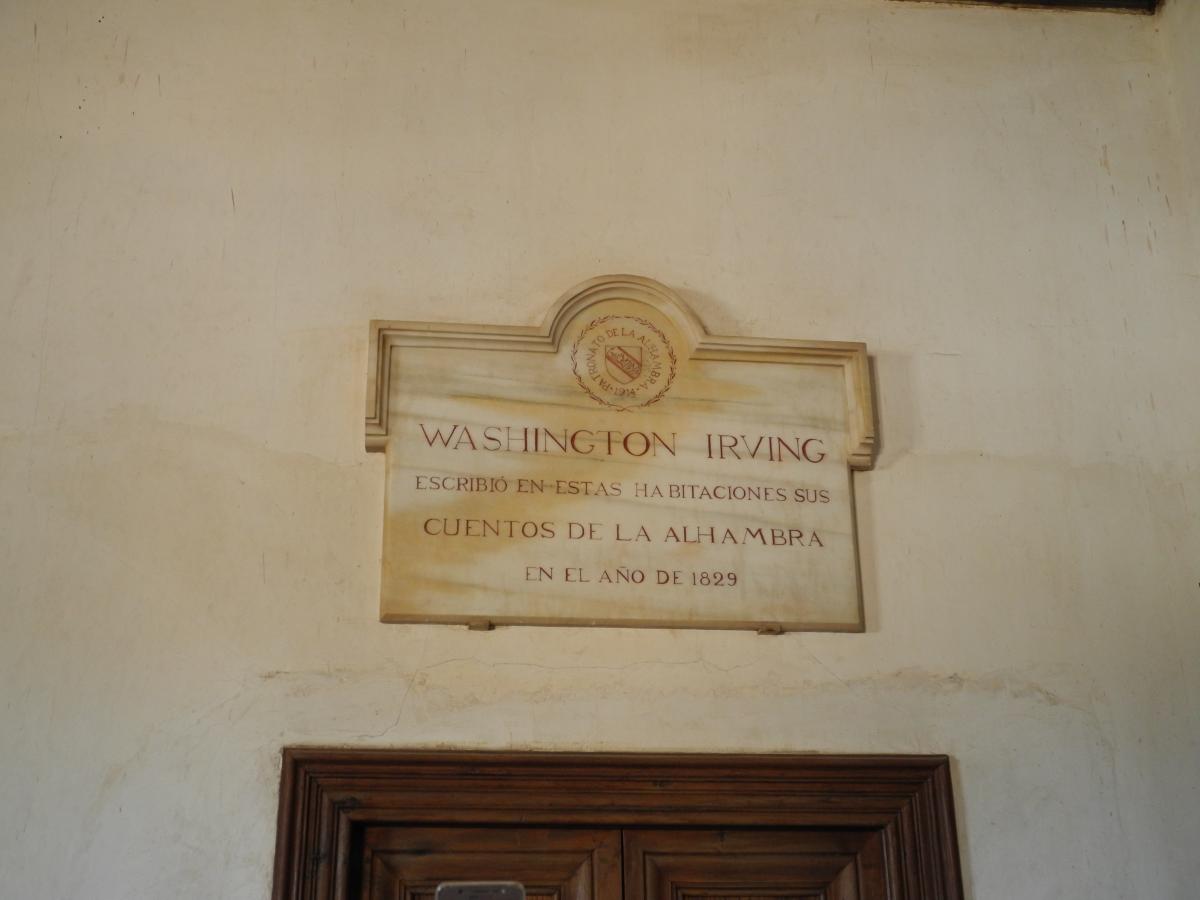 PATRONATO DE LA ALHAMBRA
·1914·
WASHINGTON IRVING
ESCRIBIÓ EN ESTAS HABITACIONES SUS
CUENTOS DE LA ALHAMBRA
EN EL AÑO DE 1829